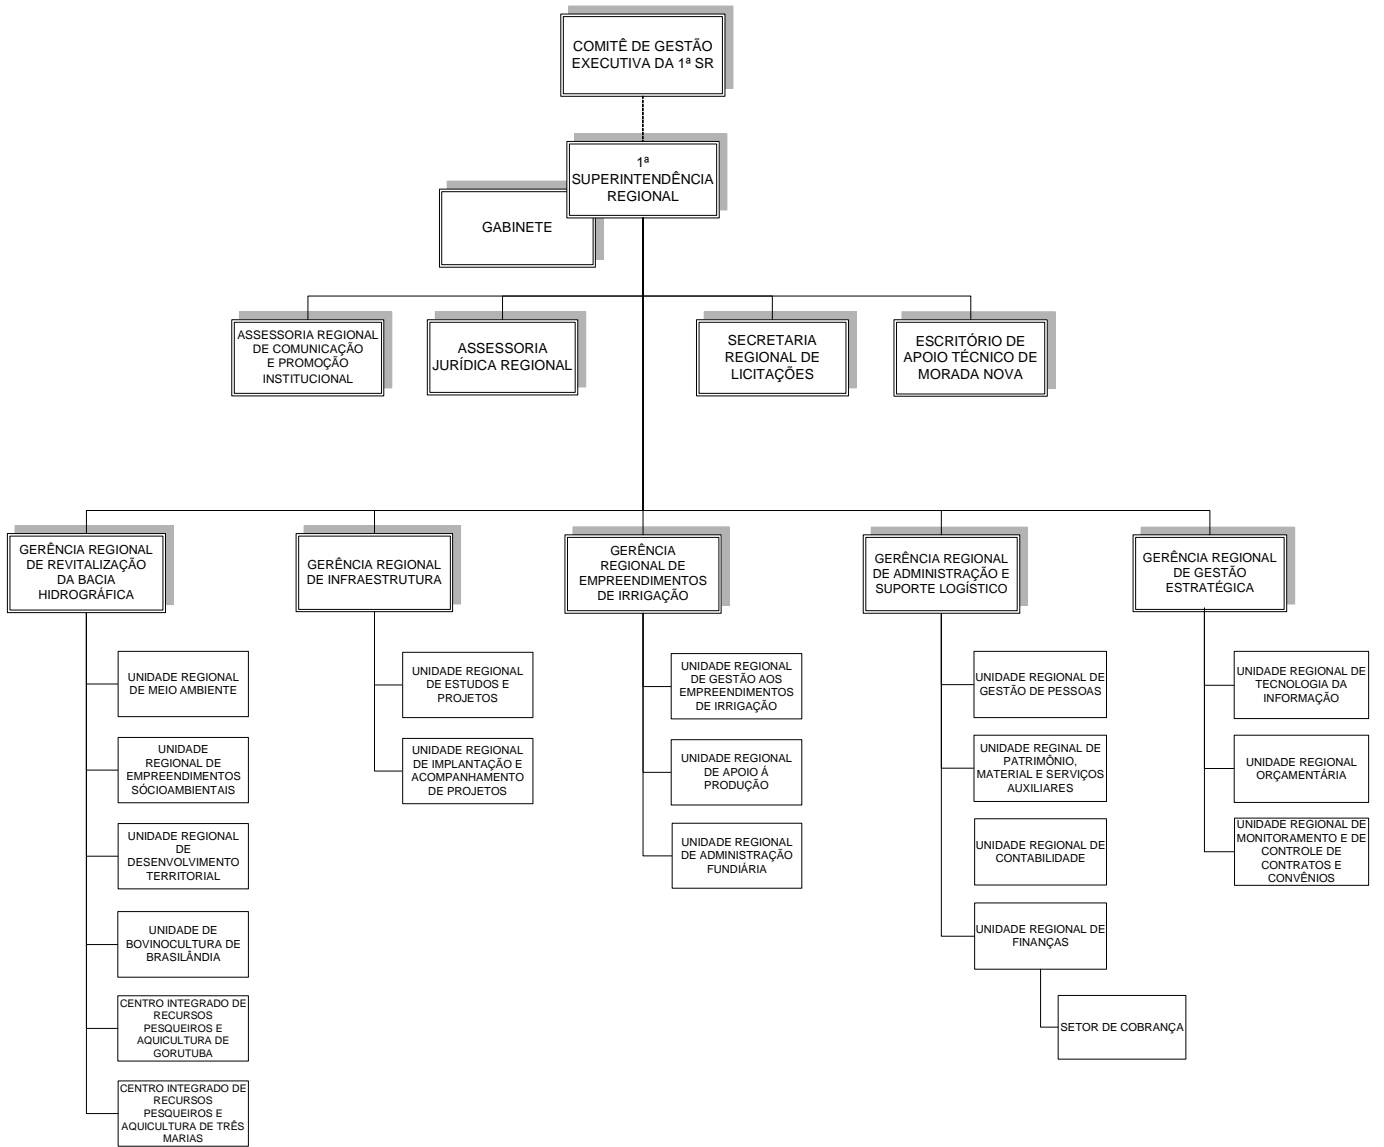 COMITÊ DE GESTÃO
EXECUTIVA DA 1ª SR
1ª
SUPERINTENDÊNCIA
REGIONAL
GABINETE
ASSESSORIA REGIONAL
DE COMUNICAÇÃO
E PROMOÇÃO
INSTITUCIONAL
ASSESSORIA
JURÍDICA REGIONAL
SECRETARIA
REGIONAL DE
LICITAÇÕES
ESCRITÓRIO DE
APOIO TÉCNICO DE
MORADA NOVA
GERÊNCIA REGIONAL
DE REVITALIZAÇÃO
DA BACIA
HIDROGRÁFICA
GERÊNCIA REGIONAL
DE INFRAESTRUTURA
GERÊNCIA
REGIONAL DE
EMPREENDIMENTOS
DE IRRIGAÇÃO
GERÊNCIA REGIONAL
DE ADMINISTRAÇÃO E
SUPORTE LOGÍSTICO
GERÊNCIA REGIONAL
DE GESTÃO
ESTRATÉGICA
UNIDADE REGIONAL
DE MEIO AMBIENTE
UNIDADE
REGIONAL DE
EMPREENDIMENTOS
SÓCIOAMBIENTAIS
UNIDADE REGIONAL
DE
DESENVOLVIMENTO
TERRITORIAL
UNIDADE DE
BOVINOCULTURA DE
BRASILÂNDIA
CENTRO INTEGRADO DE
RECURSOS
PESQUEIROS E
AQUICULTURA DE
GORUTUBA
CENTRO INTEGRADO DE
RECURSOS
PESQUEIROS E
AQUICULTURA DE TRÊS
MARIAS
UNIDADE REGIONAL
DE ESTUDOS E
PROJETOS
UNIDADE REGIONAL
DE IMPLANTAÇÃO E
ACOMPANHAMENTO
DE PROJETOS
UNIDADE REGIONAL
DE GESTÃO AOS
EMPREENDIMENTOS
DE IRRIGAÇÃO
UNIDADE REGIONAL
DE APOIO Á
PRODUÇÃO
UNIDADE REGIONAL
DE ADMINISTRAÇÃO
FUNDIÁRIA
UNIDADE REGIONAL DE
GESTÃO DE PESSOAS
UNIDADE REGINAL DE
PATRIMÔNIO,
MATERIAL E SERVIÇOS
AUXILIARES
UNIDADE REGIONAL DE
CONTABILIDADE
UNIDADE REGIONAL DE
FINANÇAS
SETOR DE COBRANÇA
UNIDADE REGIONAL DE
TECNOLOGIA DA
INFORMAÇÃO
UNIDADE REGIONAL
ORÇAMENTÁRIA
UNIDADE REGIONAL DE
MONITORAMENTO E DE
CONTROLE DE
CONTRATOS E
CONVÊNIOS